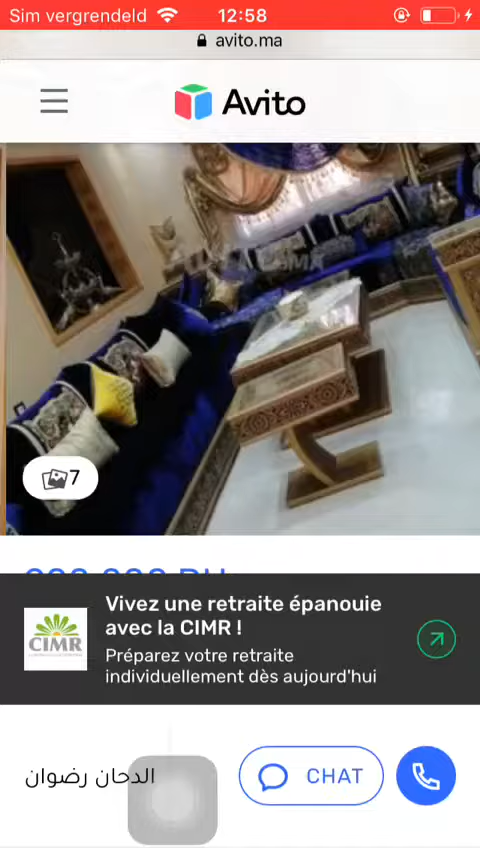 Sim vergrendeld 12:58
avito.ma
Avito
7
Vivez une retraite épanouie
avec la CIMR !
CIMR
Préparez votre retraite
individuellement dès aujourd'hui
الدحان رضوان
CHAT